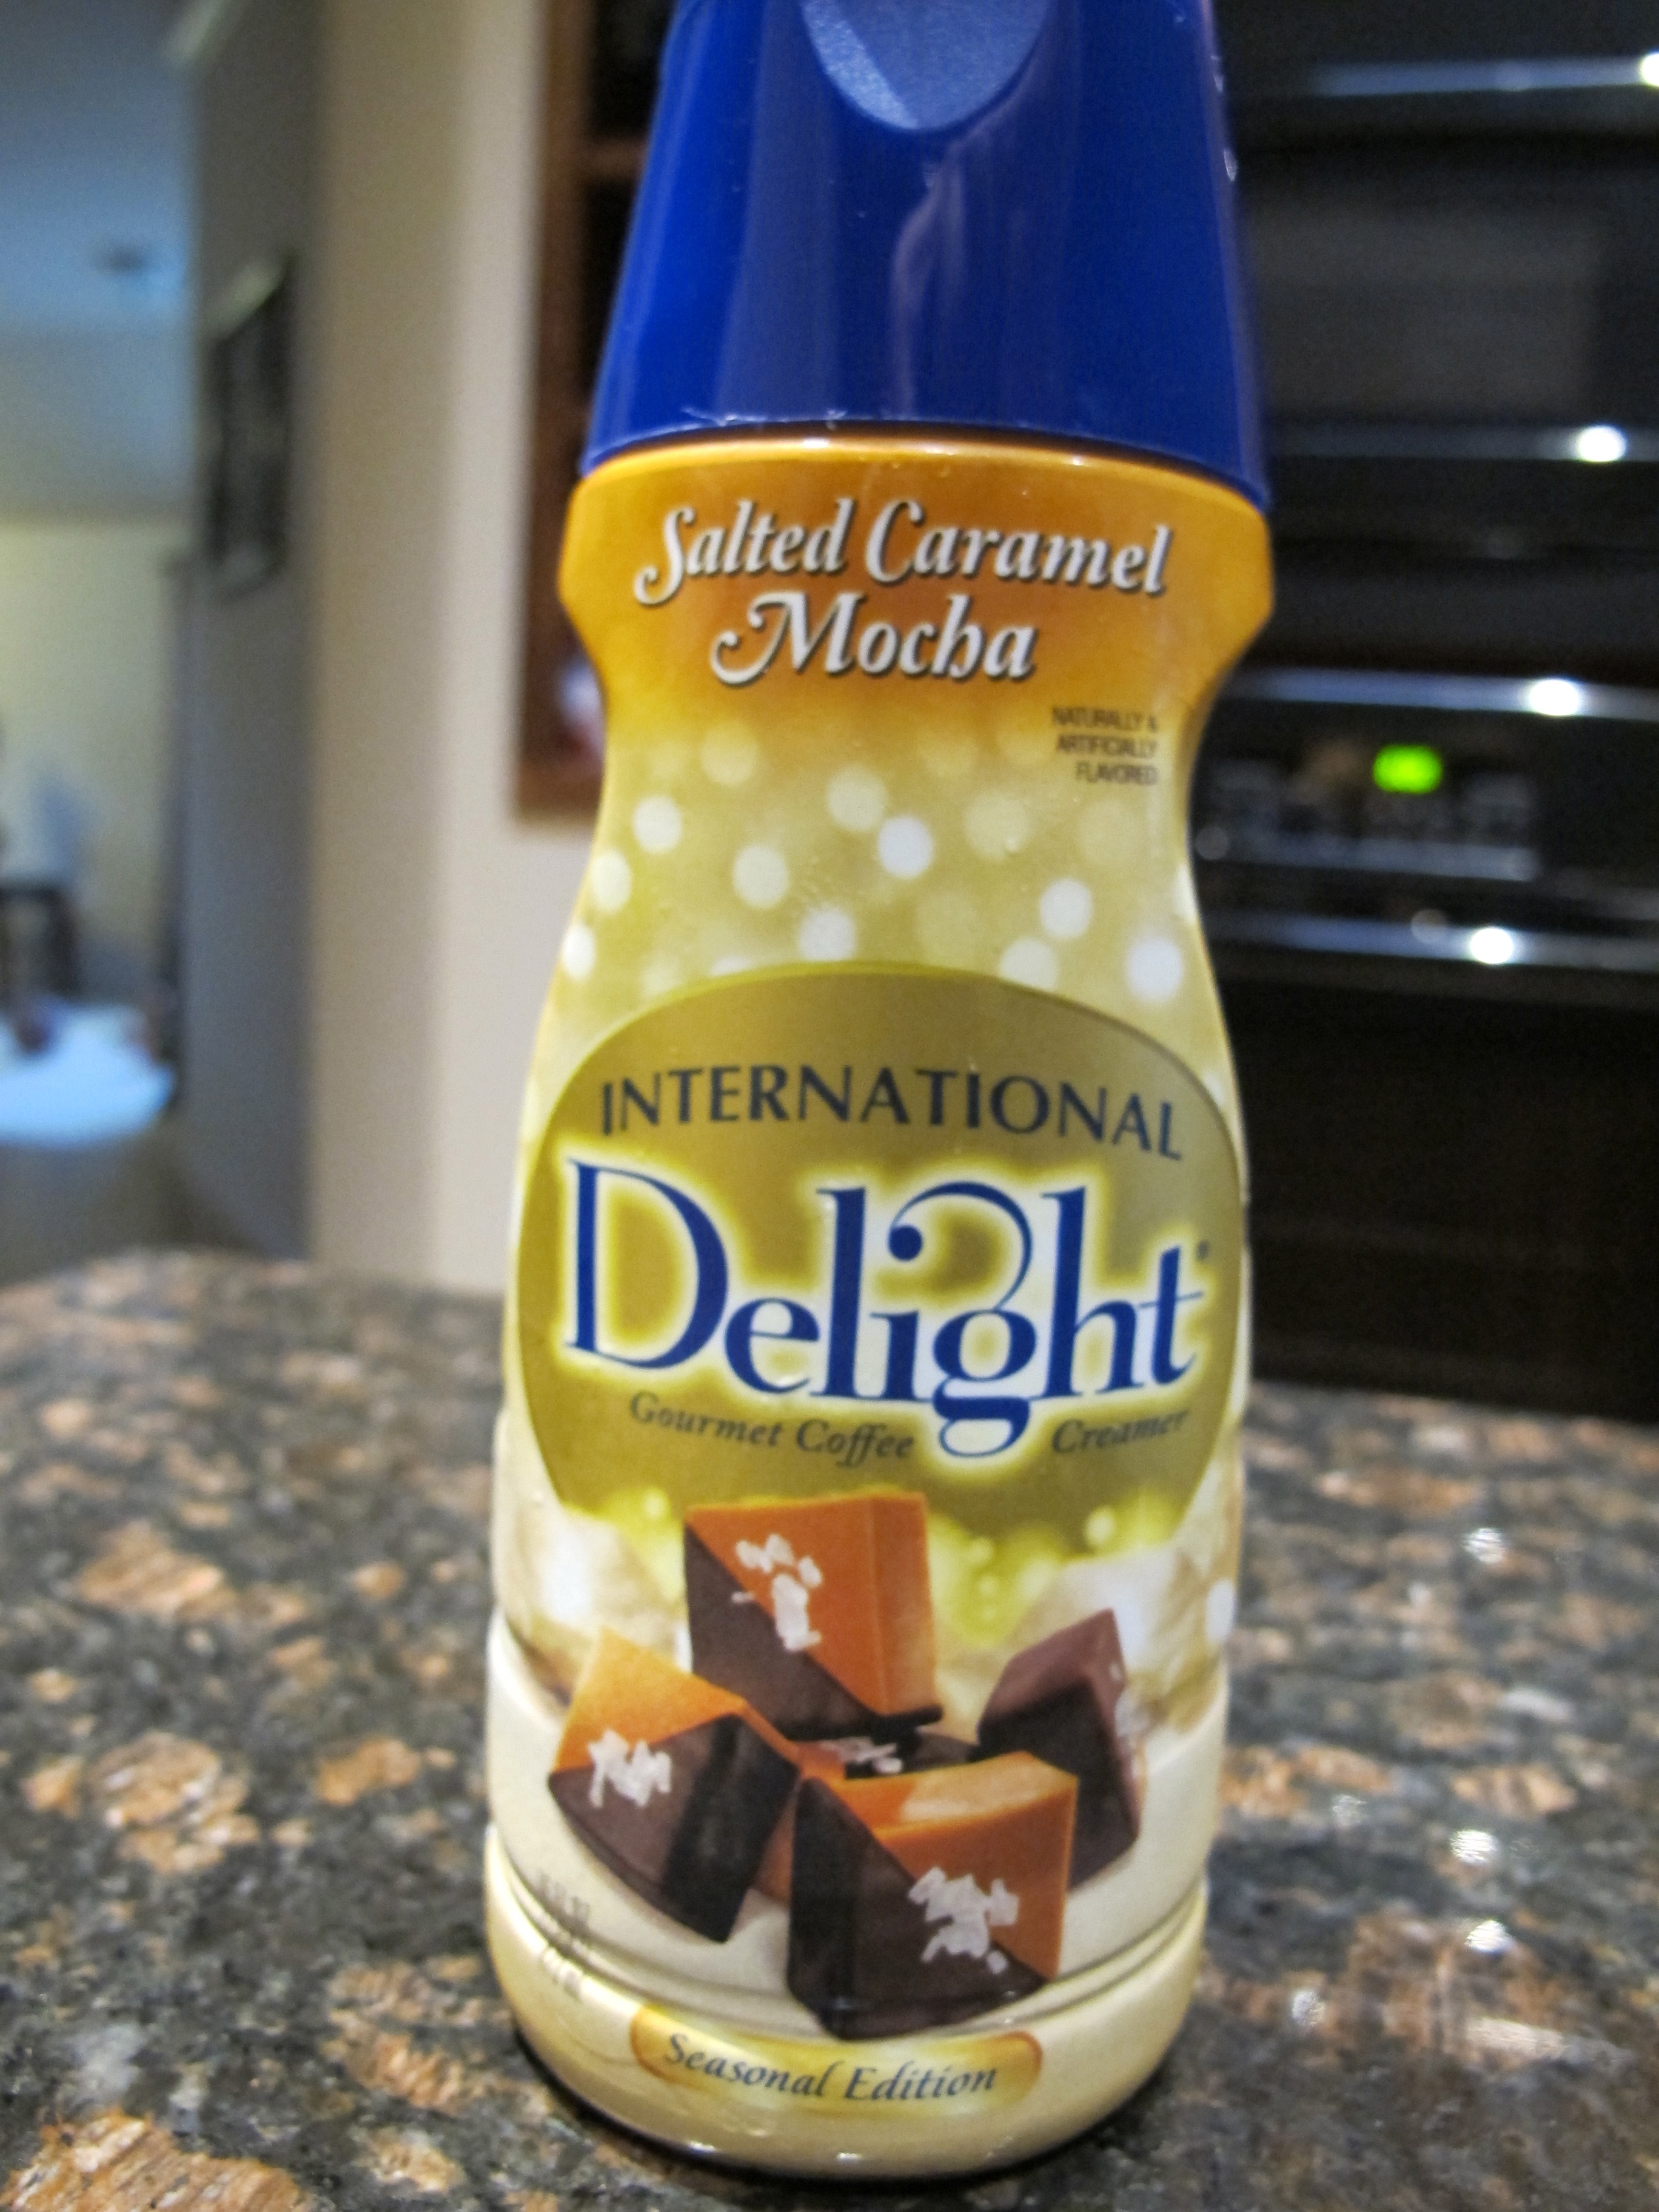 Salted Caramel
Mocha
NATURALLY &
ARTIFICIALLY
FLAVORED
INTERNATIONAL
Delight
Gourmet Coffee Creamer
Seasonal Edition